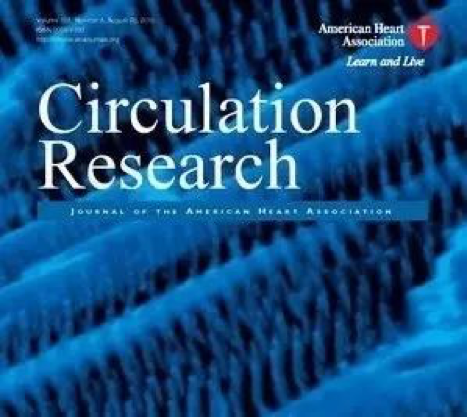 American Heart
Association
Learn and Live
Circulation
Research
JOURNAL OF THE AMERICAN HEART ASSOCIATION